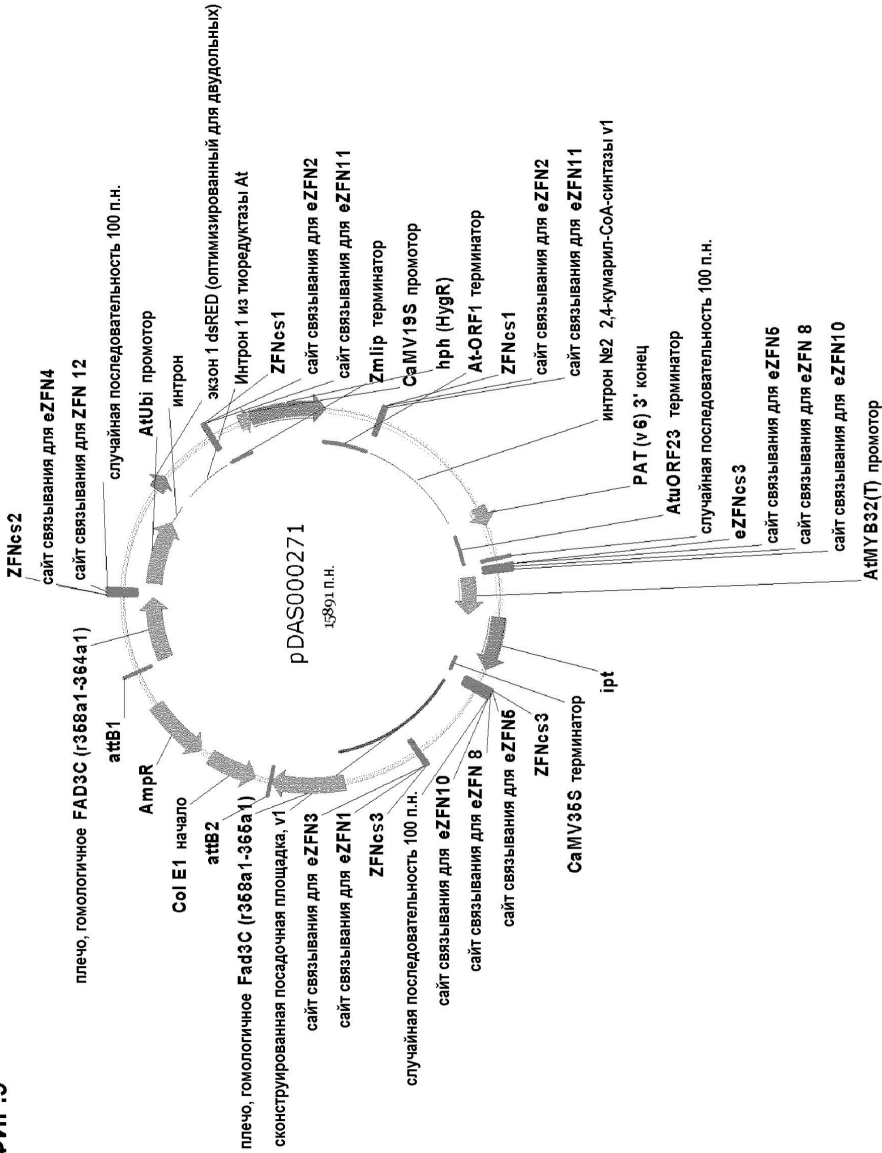 ZFNcs2
сайт связывания для eZFN4
сайт связывания для ZFN 12
случайная последовательность 100 п.н.
AtUbi промотор
интрон
экзон 1 dsRED (оптимизированный для двудольных)
Интрон 1 из тиоредуктазы At
ZFNcs1
сайт связывания для eZFN2
сайт связывания для eZFN11
Zmlip терминатор
CaMV19S промотор
hph (HygR)
At-ORF1 терминатор
ZFNcs1
сайт связывания для eZFN2
сайт связывания для eZFN11
интрон №2 2,4-кумарил-CoA-синтазы v1
PAT (v 6) 3' конец
AtuORF23 терминатор
случайная последовательность 100 п.н.
eZFNcs3
сайт связывания для eZFN6
сайт связывания для eZFN 8
сайт связывания для eZFN10
AtMYB32(T) промотор
ipt
CaMV35S терминатор
ZFNcs3
сайт связывания для eZFN6
сайт связывания для eZFN 8
сайт связывания для eZFN10
случайная последовательность 100 п.н.
ZFNcs3
сайт связывания для eZFN1
сайт связывания для eZFN3
сконструированная посадочная площадка, v1
плечо, гомологичное Fad3C (r368a1-365a1)
attB2
Col E1 начало
AmpR
attB1
плечо, гомологичное FAD3C (r358a1-364a1)
pDAS000271
15891 п.н.